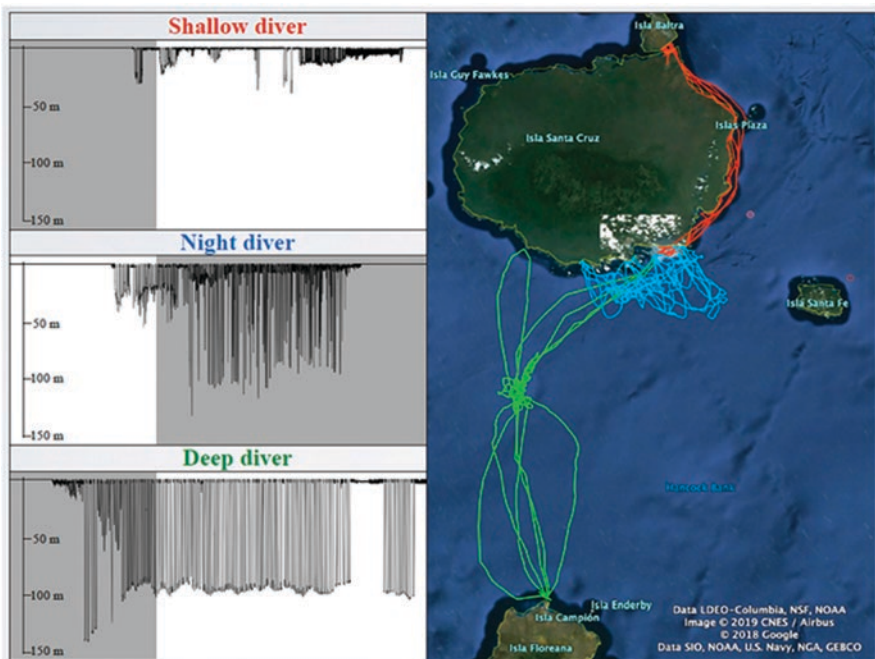 Shallow diver
-50 m
-100 m
-150 m
Night diver
-50 m
-100 m
-150 m
Deep diver
-50 m
-100 m
-150 m
Isla Baltra
Isla Guy Fawkes
Islas Plaza
Isla Santa Cruz
Isla Santa Fe
Hancock Bank
Isla Enderby
Isla Campión
Isla Floreana
Data LDEO-Columbia, NSF, NOAA
Image © 2019 CNES / Airbus
© 2018 Google
Data SIO, NOAA, U.S. Navy, NGA, GEBCO